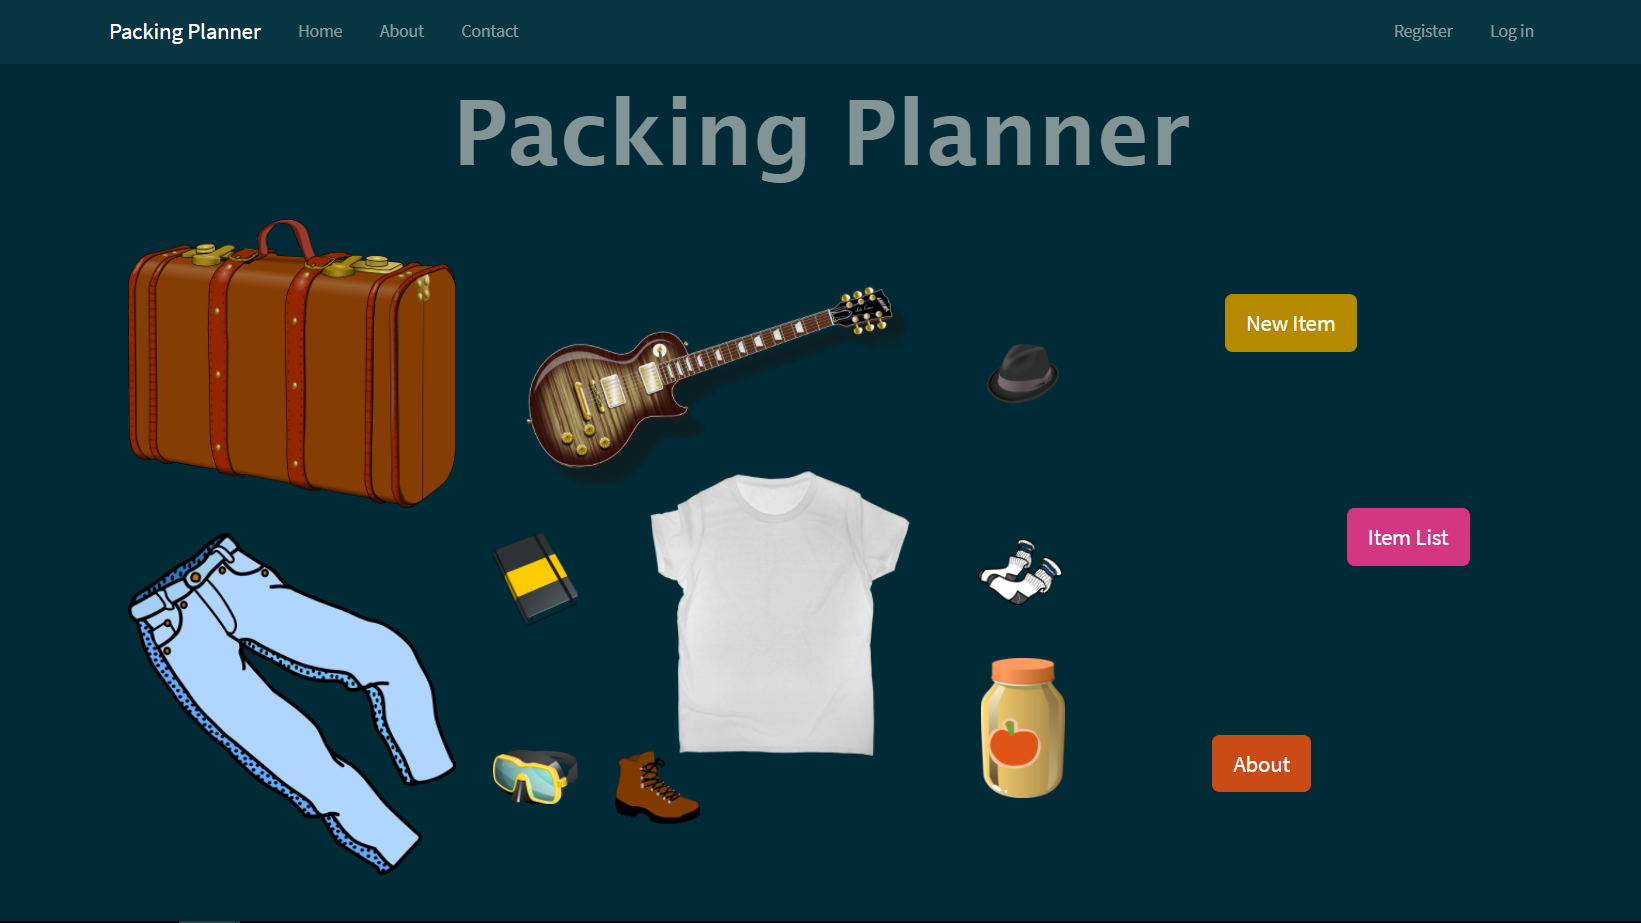 Packing Planner Home About Contact Register Log in
Packing Planner
New Item
Item List
About